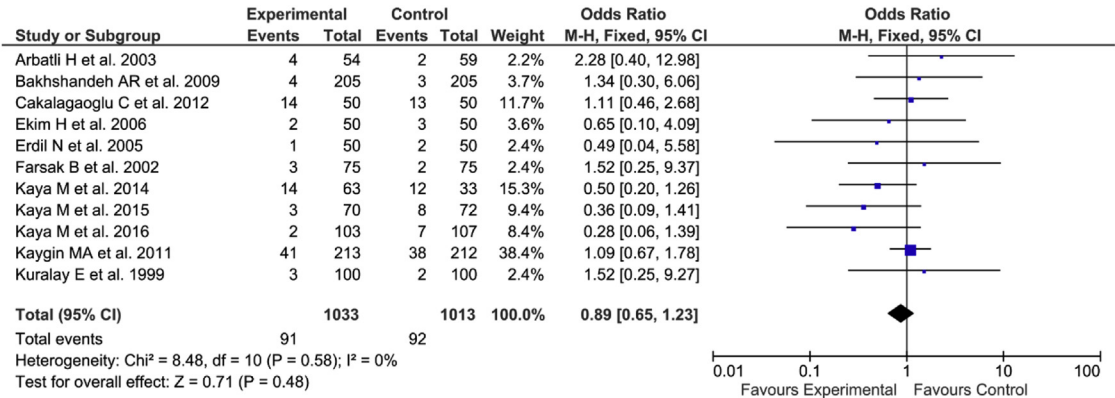 Experimental Control Odds Ratio Odds Ratio
Study or Subgroup Events Total Events Total Weight M-H, Fixed, 95% CI M-H, Fixed, 95% CI
Arbatli H et al. 2003 4 54 2 59 2.2% 2.28 [0.40, 12.98]
Bakhshandeh AR et al. 2009 4 205 3 205 3.7% 1.34 [0.30, 6.06]
Cakalagaoglu C et al. 2012 14 50 13 50 11.7% 1.11 [0.46, 2.68]
Ekim H et al. 2006 2 50 3 50 3.6% 0.65 [0.10, 4.09]
Erdil N et al. 2005 1 50 2 50 2.4% 0.49 [0.04, 5.58]
Farsak B et al. 2002 3 75 2 75 2.4% 1.52 [0.25, 9.37]
Kaya M et al. 2014 14 63 12 33 15.3% 0.50 [0.20, 1.26]
Kaya M et al. 2015 3 70 8 72 9.4% 0.36 [0.09, 1.41]
Kaya M et al. 2016 2 103 7 107 8.4% 0.28 [0.06, 1.39]
Kaygin MA et al. 2011 41 213 38 212 38.4% 1.09 [0.67, 1.78]
Kuralay E et al. 1999 3 100 2 100 2.4% 1.52 [0.25, 9.27]
Total (95% CI) 1033 1013 100.0% 0.89 [0.65, 1.23]
Total events 91 92
Heterogeneity: Chi² = 8.48, df = 10 (P = 0.58); I² = 0%
Test for overall effect: Z = 0.71 (P = 0.48)
0.01 0.1 1 10 100
Favours Experimental Favours Control